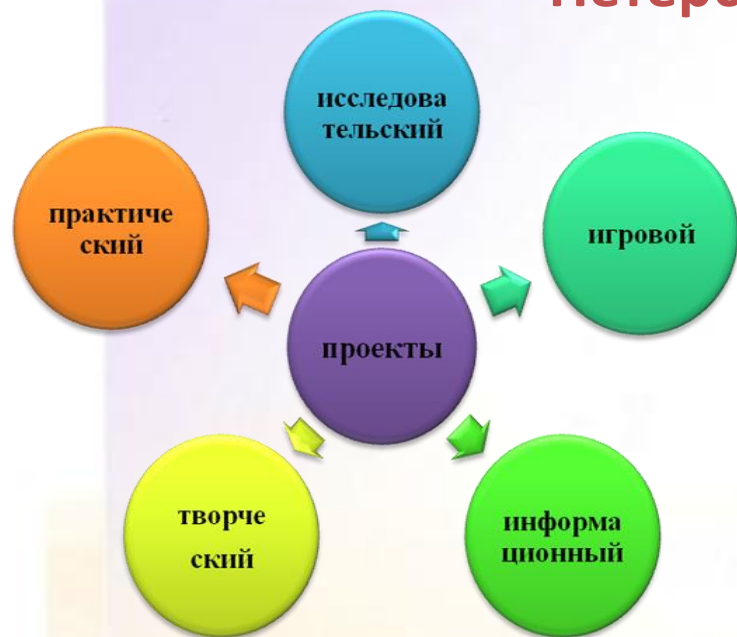 исследова
тельский
практиче
ский
игровой
проекты
творче
ский
информа
ционный